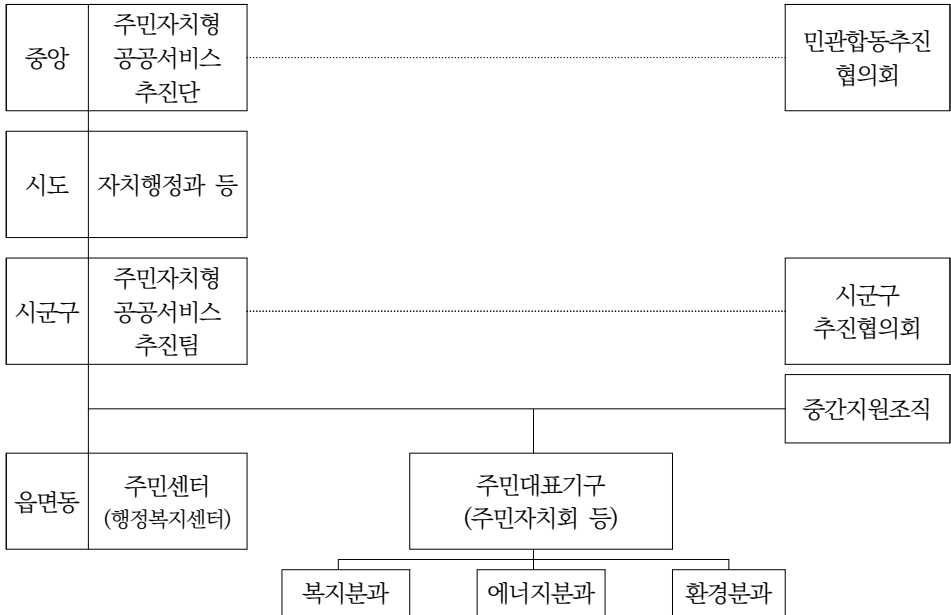 중앙
주민자치형
공공서비스
추진단
민관합동추진
협의회
시도
자치행정과 등
시군구
주민자치형
공공서비스
추진팀
시군구
추진협의회
중간지원조직
읍면동
주민센터
(행정복지센터)
주민대표기구
(주민자치회 등)
복지분과
에너지분과
환경분과